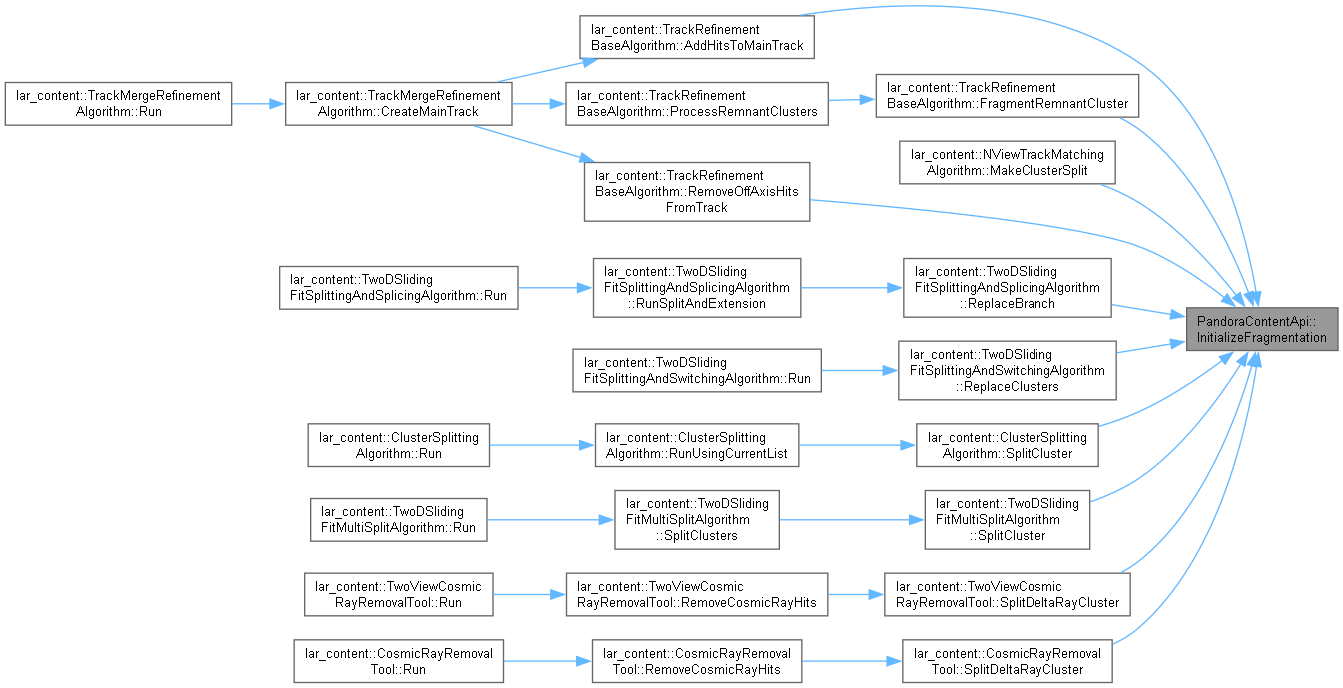 lar_content::TrackRefinement
BaseAlgorithm::AddHitsToMainTrack
lar_content::TrackMergeRefinement
Algorithm::Run
lar_content::TrackMergeRefinement
Algorithm::CreateMainTrack
lar_content::TrackRefinement
BaseAlgorithm::ProcessRemnantClusters
lar_content::TrackRefinement
BaseAlgorithm::FragmentRemnantCluster
lar_content::NViewTrackMatching
Algorithm::MakeClusterSplit
lar_content::TrackRefinement
BaseAlgorithm::RemoveOffAxisHits
FromTrack
lar_content::TwoDSliding
FitSplittingAndSplicingAlgorithm::Run
lar_content::TwoDSliding
FitSplittingAndSplicingAlgorithm
::RunSplitAndExtension
lar_content::TwoDSliding
FitSplittingAndSplicingAlgorithm
::ReplaceBranch
PandoraContentApi::
InitializeFragmentation
lar_content::TwoDSliding
FitSplittingAndSwitchingAlgorithm::Run
lar_content::TwoDSliding
FitSplittingAndSwitchingAlgorithm
::ReplaceClusters
lar_content::ClusterSplitting
Algorithm::Run
lar_content::ClusterSplitting
Algorithm::RunUsingCurrentList
lar_content::ClusterSplitting
Algorithm::SplitCluster
lar_content::TwoDSliding
FitMultiSplitAlgorithm::Run
lar_content::TwoDSliding
FitMultiSplitAlgorithm
::SplitClusters
lar_content::TwoDSliding
FitMultiSplitAlgorithm
::SplitCluster
lar_content::TwoViewCosmic
RayRemovalTool::Run
lar_content::TwoViewCosmic
RayRemovalTool::RemoveCosmicRayHits
lar_content::TwoViewCosmic
RayRemovalTool::SplitDeltaRayCluster
lar_content::CosmicRayRemoval
Tool::Run
lar_content::CosmicRayRemoval
Tool::RemoveCosmicRayHits
lar_content::CosmicRayRemoval
Tool::SplitDeltaRayCluster